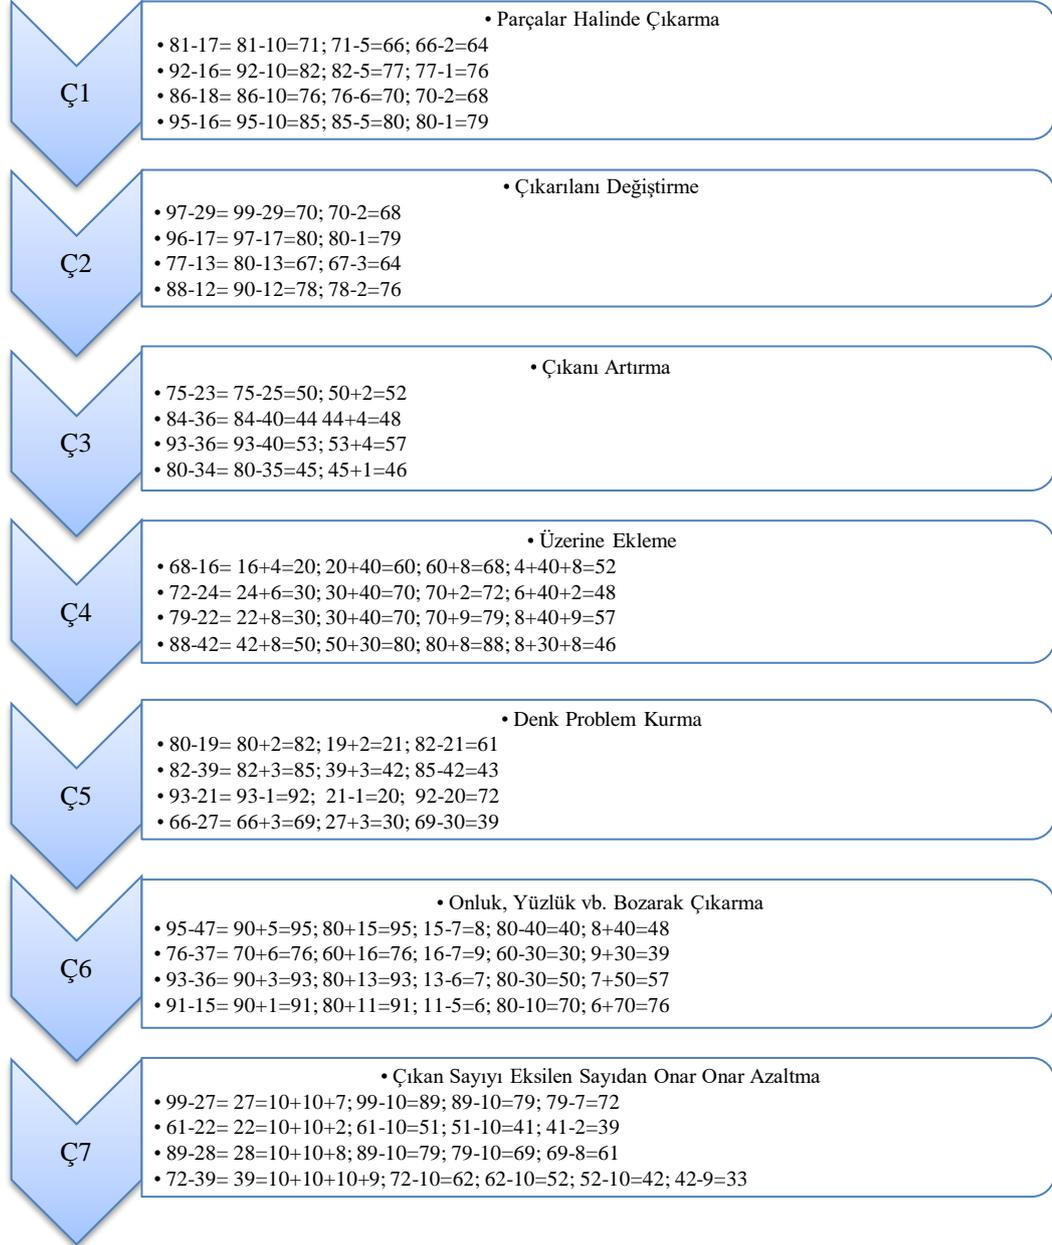 Ç1
• Parçalar Halinde Çıkarma
• 81-17= 81-10=71; 71-5=66; 66-2=64
• 92-16= 92-10=82; 82-5=77; 77-1=76
• 86-18= 86-10=76; 76-6=70; 70-2=68
• 95-16= 95-10=85; 85-5=80; 80-1=79
Ç2
• Çıkarılanı Değiştirme
• 97-29= 99-29=70; 70-2=68
• 96-17= 97-17=80; 80-1=79
• 77-13= 80-13=67; 67-3=64
• 88-12= 90-12=78; 78-2=76
Ç3
• Çıkanı Artırma
• 75-23= 75-25=50; 50+2=52
• 84-36= 84-40=44 44+4=48
• 93-36= 93-40=53; 53+4=57
• 80-34= 80-35=45; 45+1=46
Ç4
• Üzerine Ekleme
• 68-16= 16+4=20; 20+40=60; 60+8=68; 4+40+8=52
• 72-24= 24+6=30; 30+40=70; 70+2=72; 6+40+2=48
• 79-22= 22+8=30; 30+40=70; 70+9=79; 8+40+9=57
• 88-42= 42+8=50; 50+30=80; 80+8=88; 8+30+8=46
Ç5
• Denk Problem Kurma
• 80-19= 80+2=82; 19+2=21; 82-21=61
• 82-39= 82+3=85; 39+3=42; 85-42=43
• 93-21= 93-1=92; 21-1=20; 92-20=72
• 66-27= 66+3=69; 27+3=30; 69-30=39
Ç6
• Onluk, Yüzlük vb. Bozarak Çıkarma
• 95-47= 90+5=95; 80+15=95; 15-7=8; 80-40=40; 8+40=48
• 76-37= 70+6=76; 60+16=76; 16-7=9; 60-30=30; 9+30=39
• 93-36= 90+3=93; 80+13=93; 13-6=7; 80-30=50; 7+50=57
• 91-15= 90+1=91; 80+11=91; 11-5=6; 80-10=70; 6+70=76
Ç7
• Çıkan Sayıyı Eksilen Sayıdan Onar Onar Azaltma
• 99-27= 27=10+10+7; 99-10=89; 89-10=79; 79-7=72
• 61-22= 22=10+10+2; 61-10=51; 51-10=41; 41-2=39
• 89-28= 28=10+10+8; 89-10=79; 79-10=69; 69-8=61
• 72-39= 39=10+10+10+9; 72-10=62; 62-10=52; 52-10=42; 42-9=33